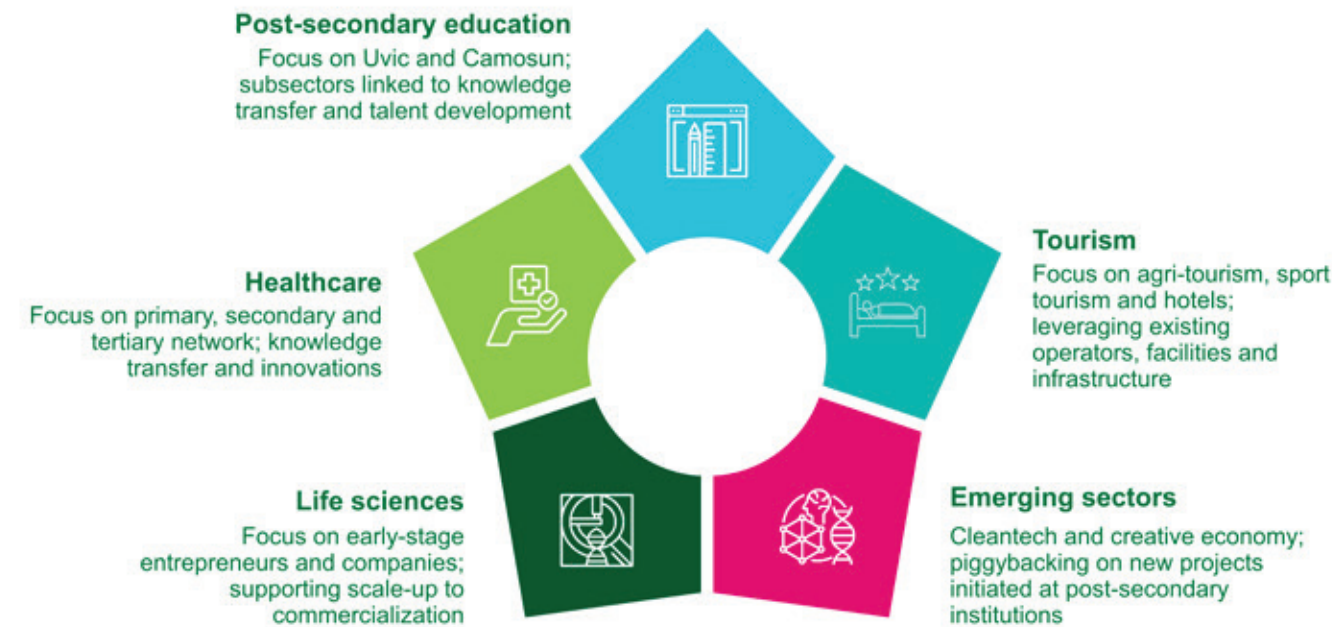 Post-secondary education
Focus on Uvic and Camosun;
subsectors linked to knowledge
transfer and talent development
Tourism
Focus on agri-tourism, sport
tourism and hotels;
leveraging existing
operators, facilities and
infrastructure
Healthcare
Focus on primary, secondary and
tertiary network; knowledge
transfer and innovations
Life sciences
Focus on early-stage
entrepreneurs and companies;
supporting scale-up to
commercialization
Emerging sectors
Cleantech and creative economy;
piggybacking on new projects
initiated at post-secondary
institutions